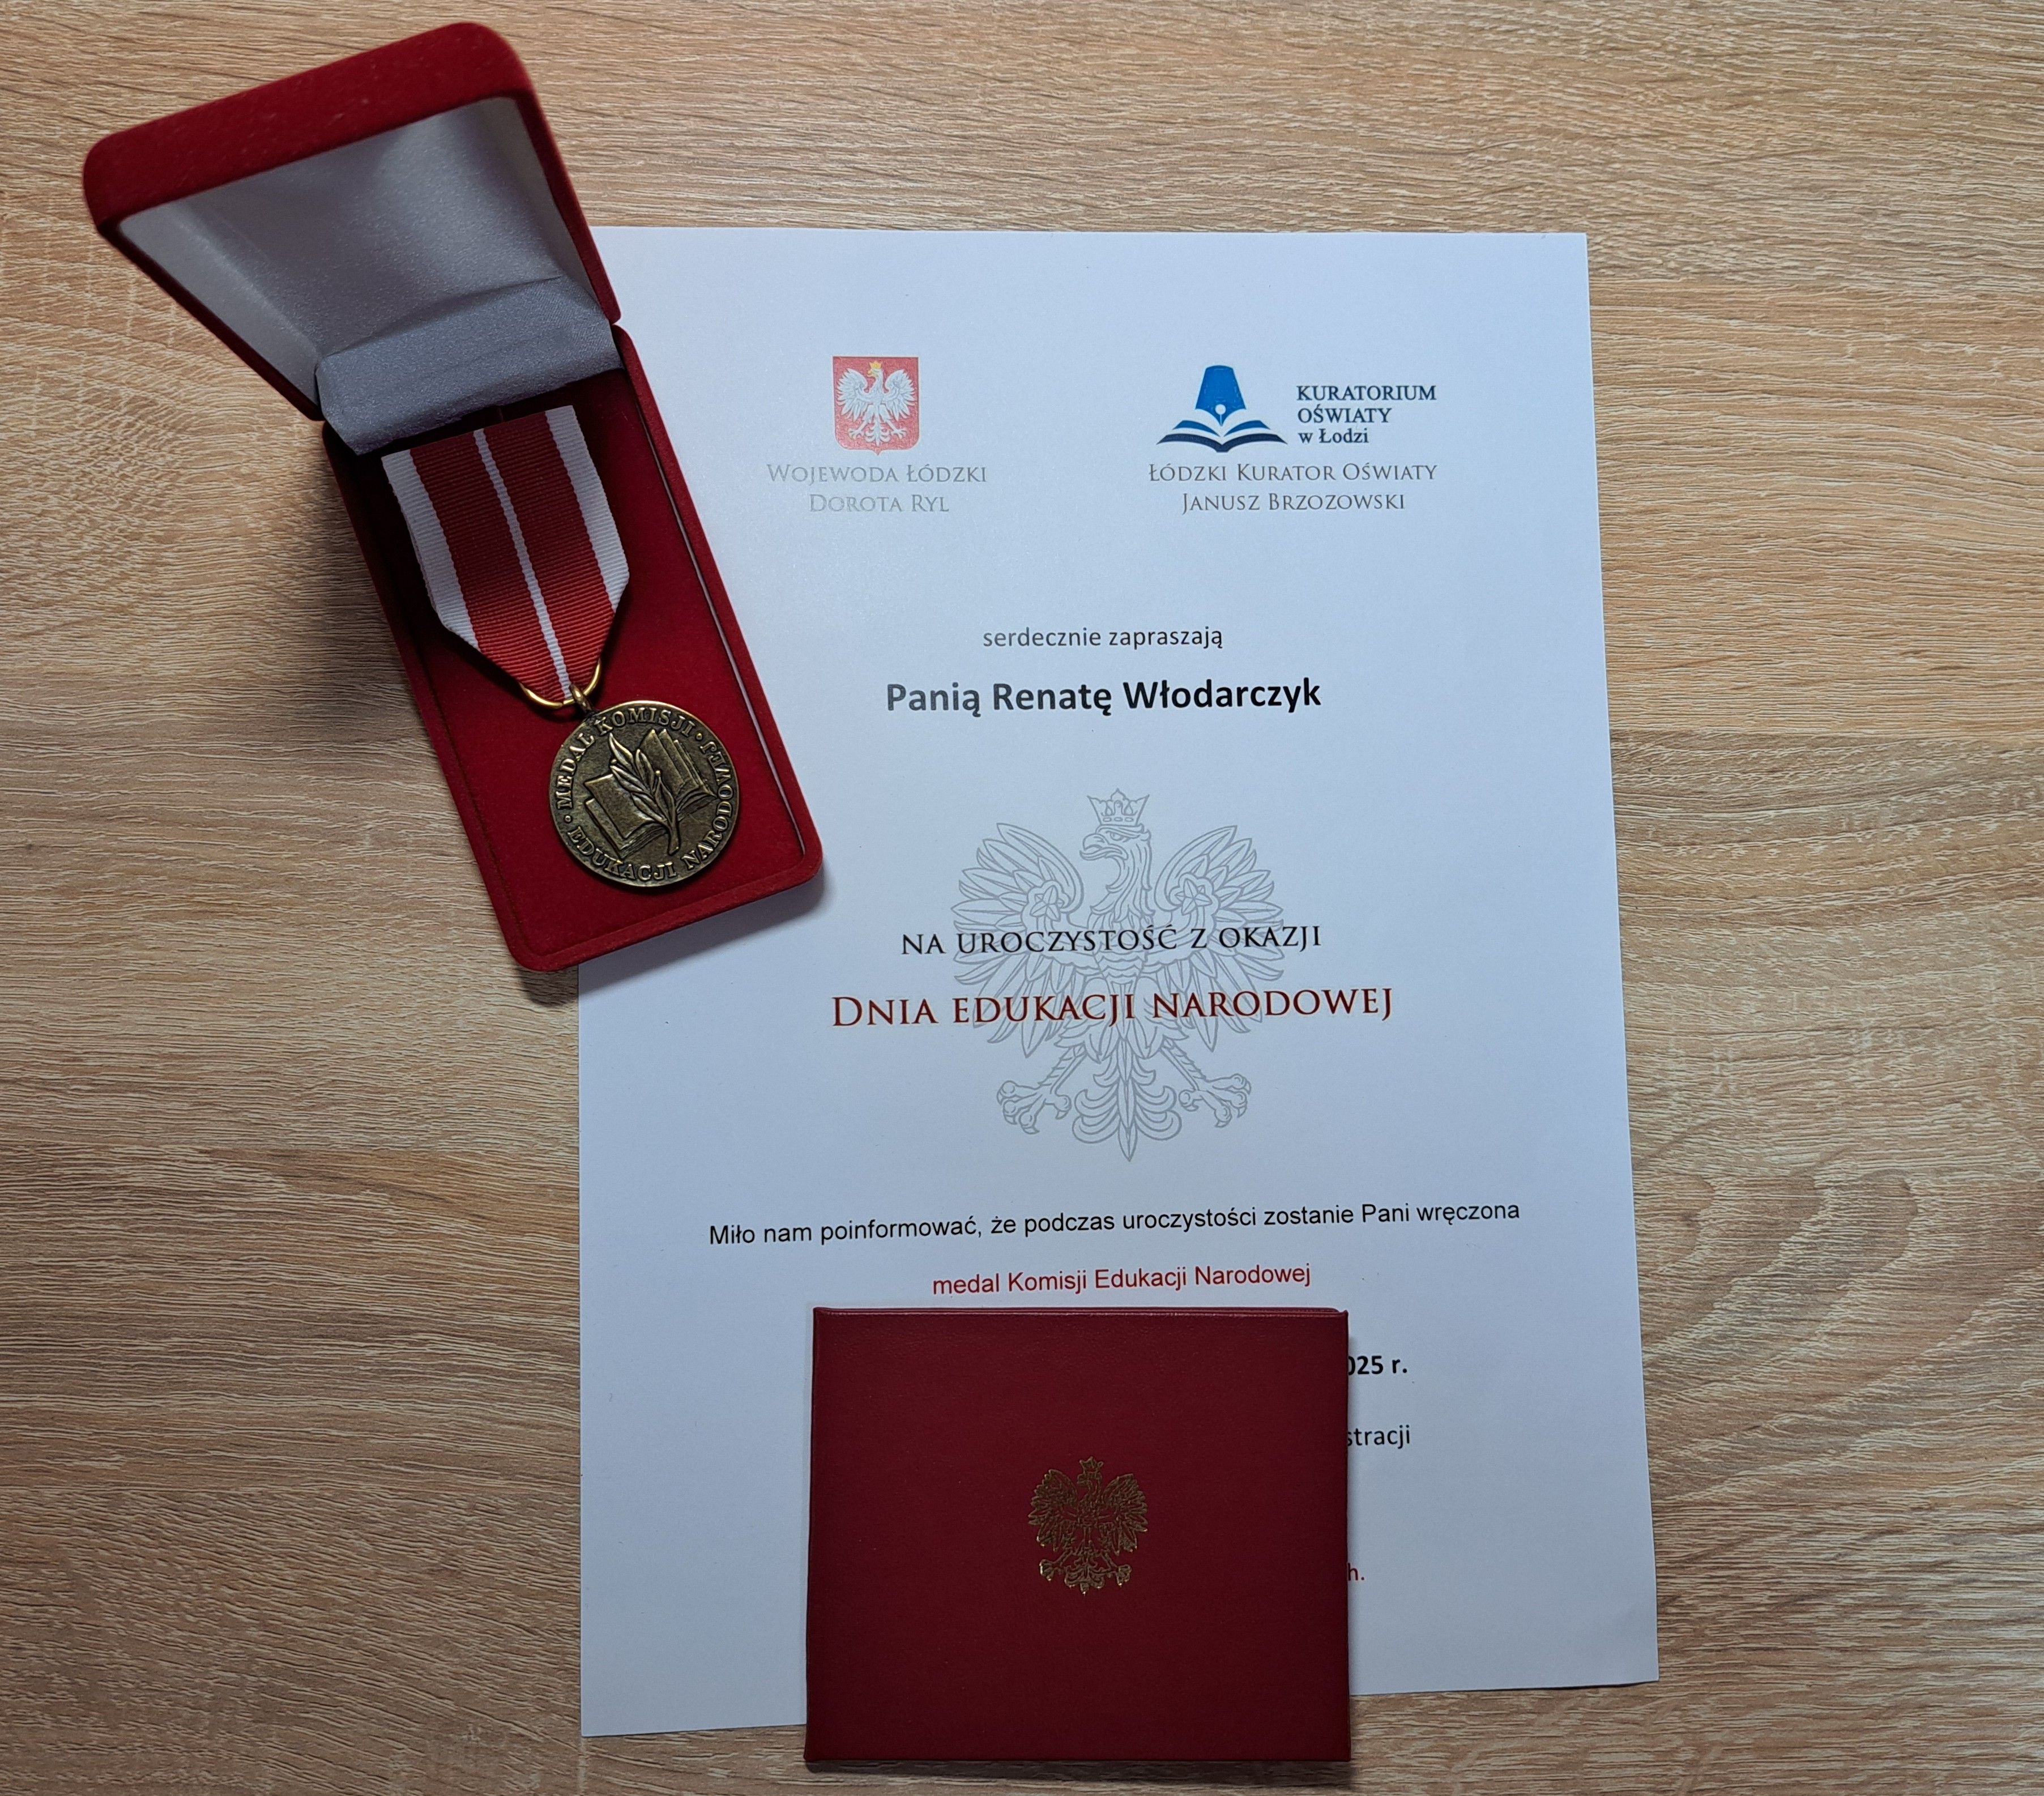 MEDAL KOMISJI
EDUKACJI NARODOWEJ
WOJEWODA ŁÓDZKI
DOROTA RYL
KURATORIUM
OŚWIATY
w Łodzi
ŁÓDZKI KURATOR OŚWIATY
JANUSZ BRZOZOWSKI
serdecznie zapraszają
Panią Renatę Włodarczyk
NA UROCZYSTOŚĆ Z OKAZJI
DNIA EDUKACJI NARODOWEJ
Miło nam poinformować, że podczas uroczystości zostanie Pani wręczona
medal Komisji Edukacji Narodowej
025 r.
stracji
h.